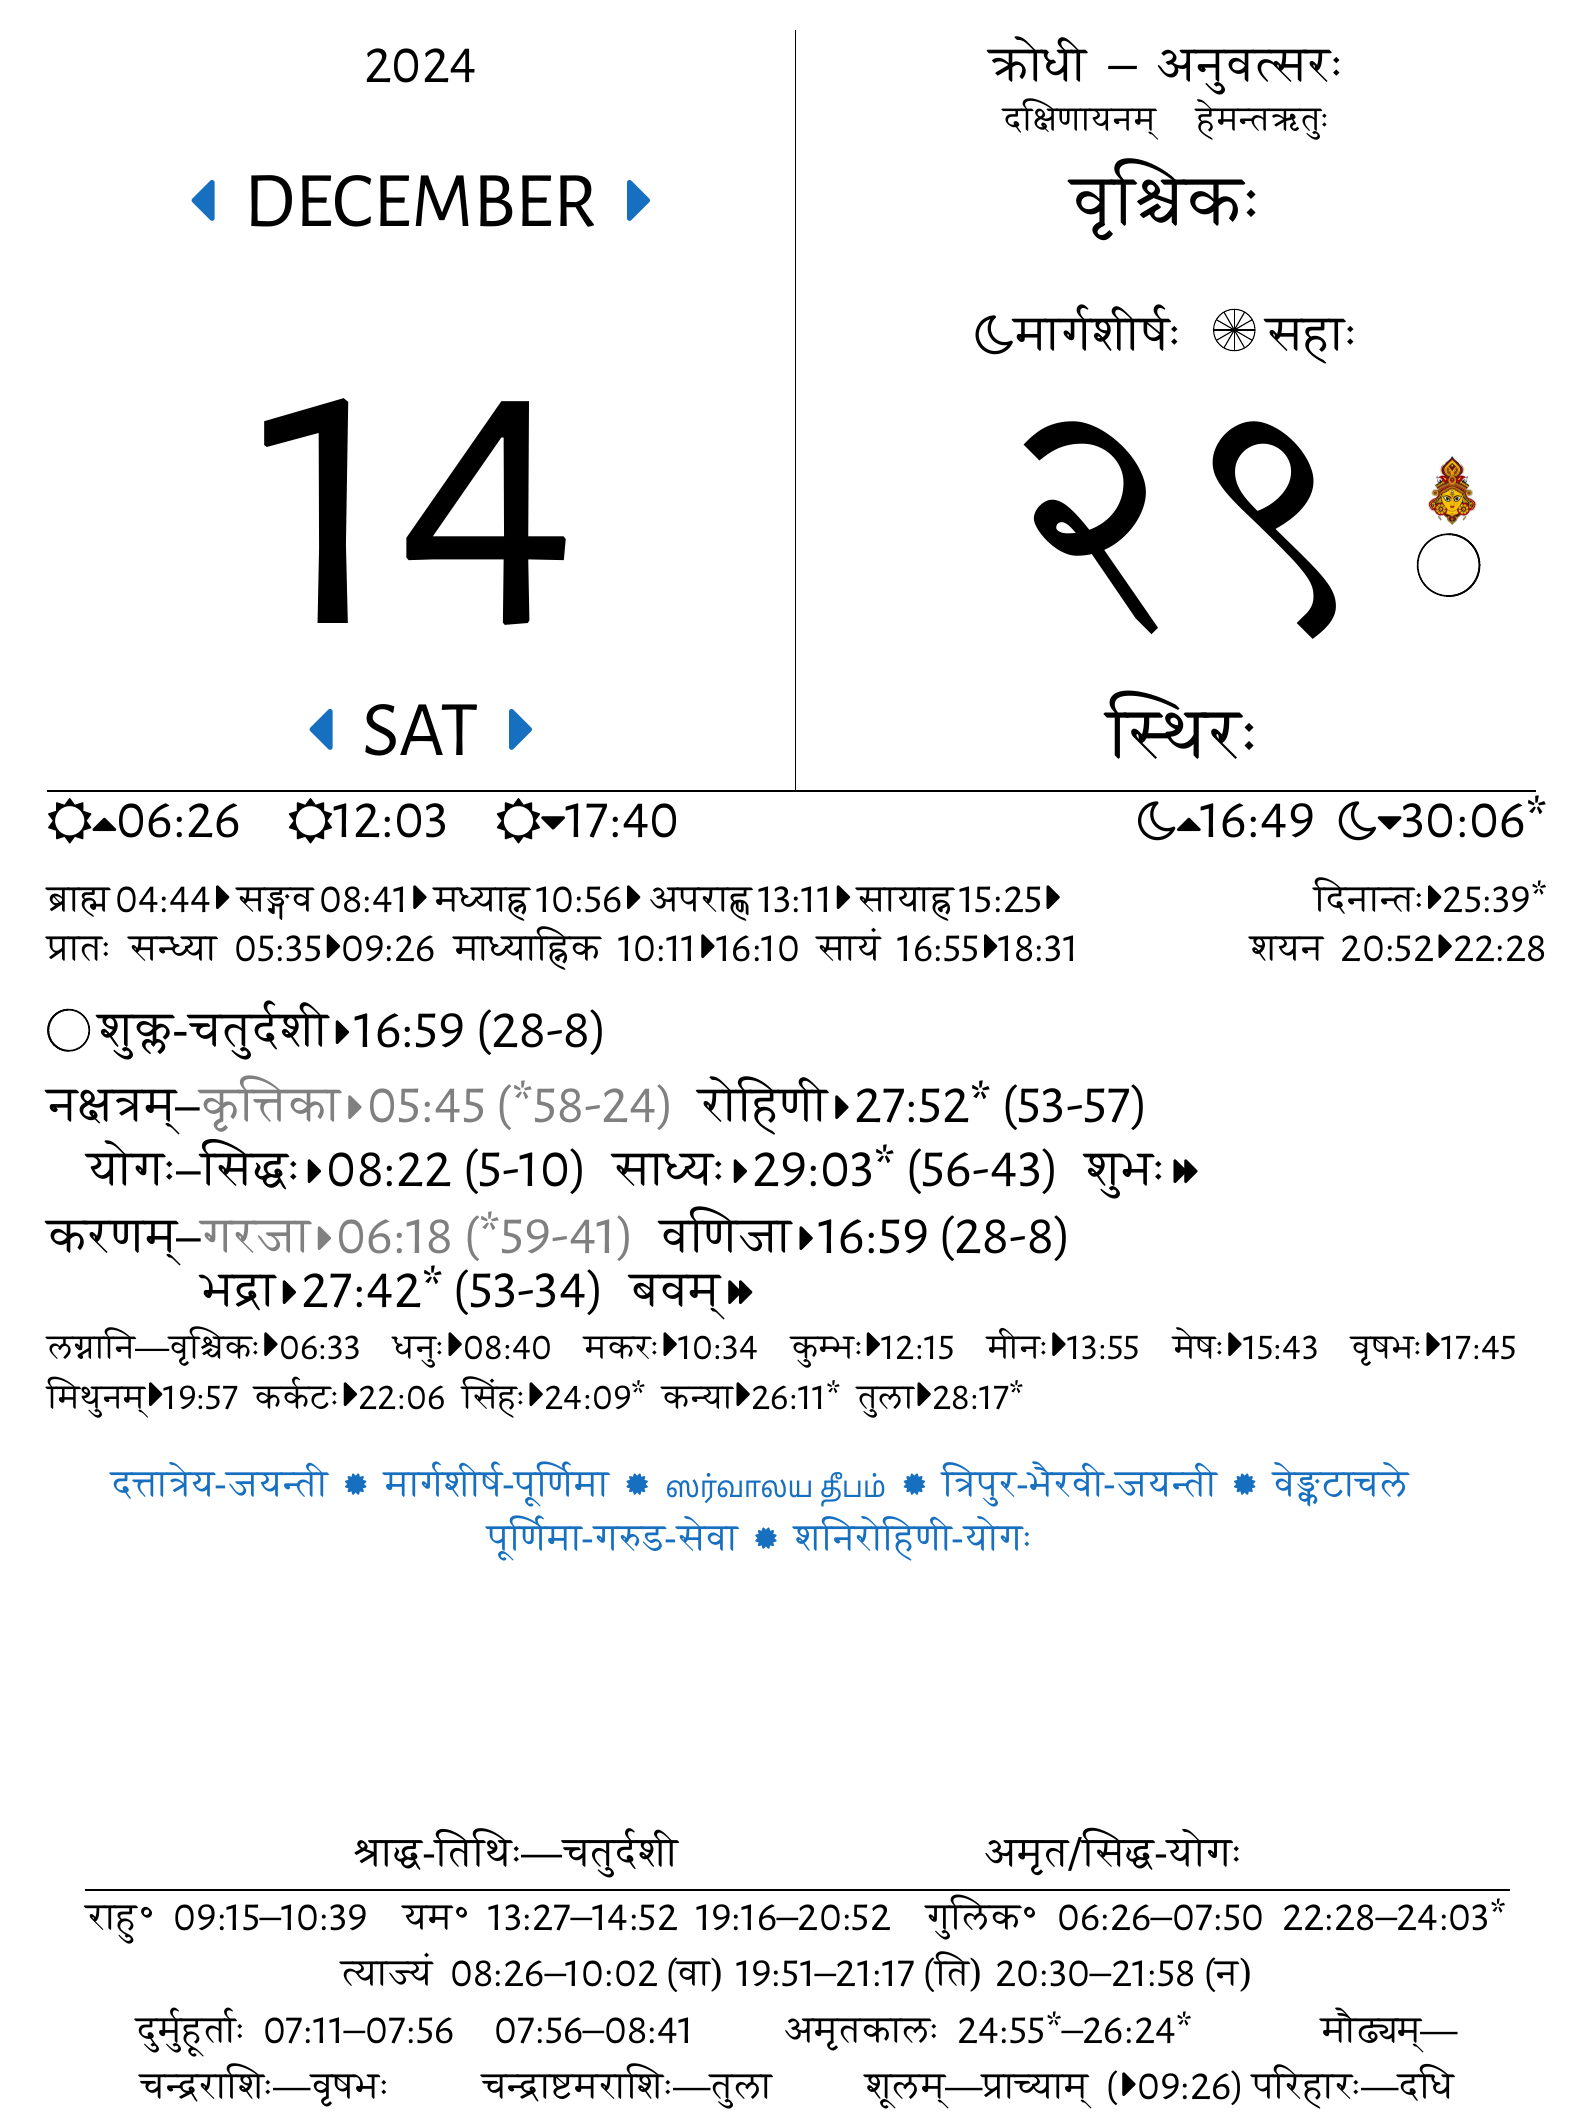 2024
DECEMBER
14
SAT
क्रोधी – अनुवत्सरः
दक्षिणायनम् हेमन्तऋतुः
वृश्चिकः
मार्गशीर्षः सहाः
२९
स्थिरः
06:26 12:03 17:40 16:49 30:06*
ब्राह्म 04:44 सङ्गव 08:41 मध्याह्न 10:56 अपराह्ण 13:11 सायाह्न 15:25 दिनान्तः 25:39*
प्रातः सन्ध्या 05:35 09:26 माध्याह्निक 10:11 16:10 सायं 16:55 18:31 शयन 20:52 22:28
शुक्ल-चतुर्दशी 16:59 (28-8)
नक्षत्रम्–कृत्तिका 05:45 (*58-24) रोहिणी 27:52* (53-57)
योगः–सिद्धः 08:22 (5-10) साध्यः 29:03* (56-43) शुभः
करणम्–गरजा 06:18 (*59-41) वणिजा 16:59 (28-8)
भद्रा 27:42* (53-34) बवम्
लग्नानि—वृश्चिकः 06:33 धनुः 08:40 मकरः 10:34 कुम्भः 12:15 मीनः 13:55 मेषः 15:43 वृषभः 17:45
मिथुनम् 19:57 कर्कटः 22:06 सिंहः 24:09* कन्या 26:11* तुला 28:17*
दत्तात्रेय-जयन्ती मार्गशीर्ष-पूर्णिमा ஸர்வாலய தீபம் त्रिपुर-भैरवी-जयन्ती वेङ्कटाचले
पूर्णिमा-गरुड-सेवा शनिरोहिणी-योगः
श्राद्ध-तिथिः—चतुर्दशी अमृत/सिद्ध-योगः
राहु° 09:15–10:39 यम° 13:27–14:52 19:16–20:52 गुलिक° 06:26–07:50 22:28–24:03*
त्याज्यं 08:26–10:02 (वा) 19:51–21:17 (ति) 20:30–21:58 (न)
दुर्मुहूर्ताः 07:11–07:56 07:56–08:41 अमृतकालः 24:55*–26:24* मौढ्यम्—
चन्द्रराशिः—वृषभः चन्द्राष्टमराशिः—तुला शूलम्—प्राच्याम् (09:26) परिहारः—दधि